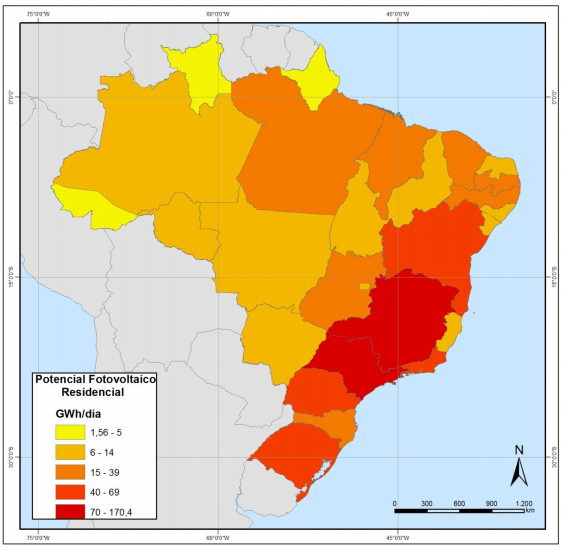 75°0'0"W 60°0'0"W 45°0'0"W
0°0'0" 0°0'0"
15°0'0"S 15°0'0"S
30°0'0"S 30°0'0"S
Potencial Fotovoltaico
Residencial
GWh/dia
1,56 - 5
6 - 14
15 - 39
40 - 69
70 - 170,4
N
0 300 600 900 1.200
km
75°0'0"W 60°0'0"W 45°0'0"W